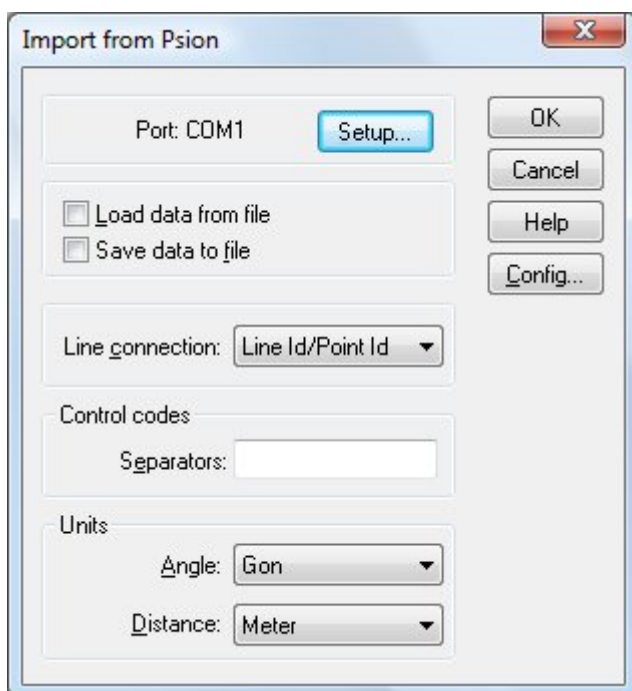 Import from Psion
Port: COM1
Setup...
OK
Cancel
Help
Config...
Load data from file
Save data to file
Line connection: Line Id/Point Id
Control codes
Separators:
Units
Angle: Gon
Distance: Meter